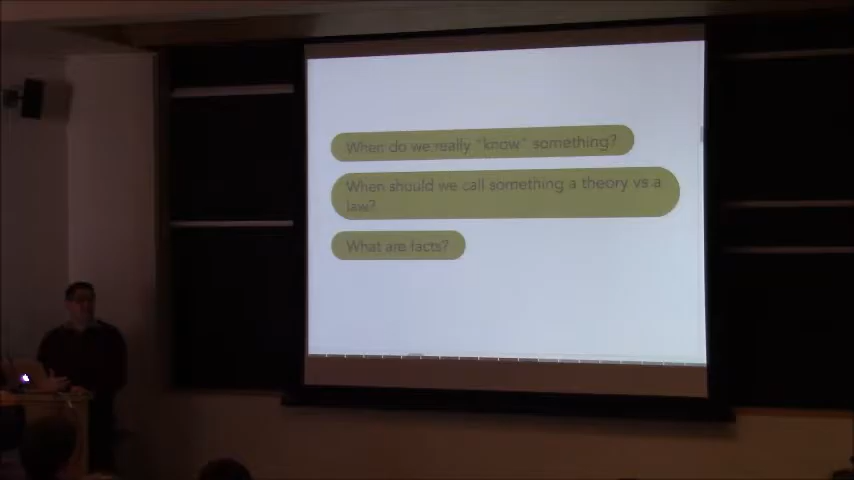 When do we really "know" something?
When should we call something a theory vs a
law?
What are facts?